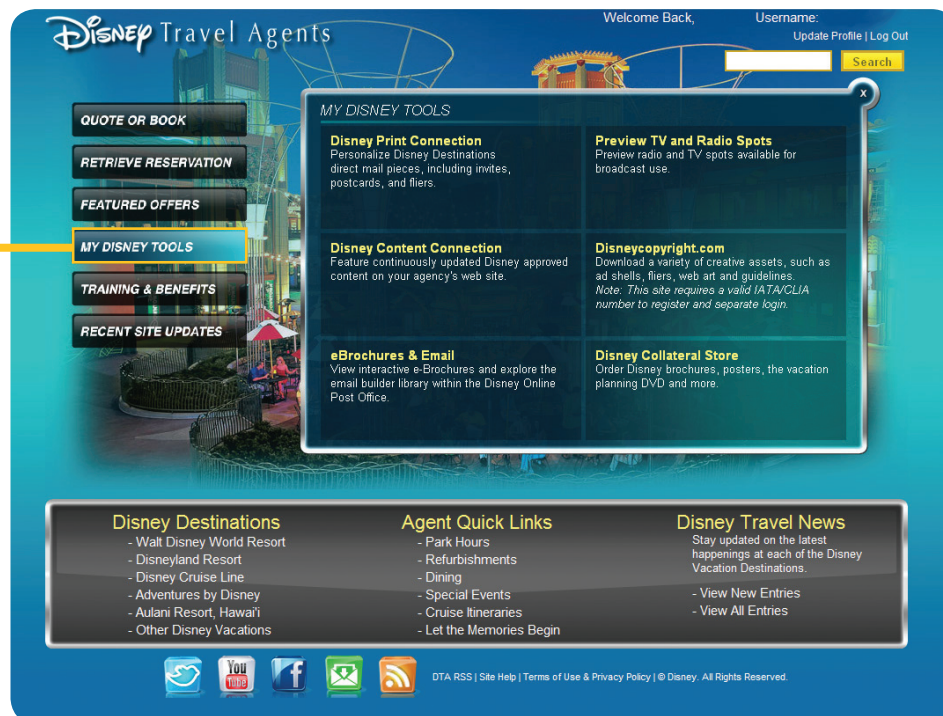 Disney Travel Agents
Welcome Back, Username:
Update Profile | Log Out
Search
QUOTE OR BOOK
RETRIEVE RESERVATION
FEATURED OFFERS
MY DISNEY TOOLS
TRAINING & BENEFITS
RECENT SITE UPDATES
x
MY DISNEY TOOLS
Disney Print Connection
Personalize Disney Destinations
direct mail pieces, including invites,
postcards, and fliers.
Preview TV and Radio Spots
Preview radio and TV spots available for
broadcast use.
Disney Content Connection
Feature continuously updated Disney approved
content on your agency's web site.
Disneycopyright.com
Download a variety of creative assets, such as
ad shells, fliers, web art and guidelines.
Note: This site requires a valid IATA/CLIA
number to register and separate login.
eBrochures & Email
View interactive e-Brochures and explore the
email builder library within the Disney Online
Post Office.
Disney Collateral Store
Order Disney brochures, posters, the vacation
planning DVD and more.
Disney Destinations
- Walt Disney World Resort
- Disneyland Resort
- Disney Cruise Line
- Adventures by Disney
- Aulani Resort, Hawai'i
- Other Disney Vacations
Agent Quick Links
- Park Hours
- Refurbishments
- Dining
- Special Events
- Cruise Itineraries
- Let the Memories Begin
Disney Travel News
Stay updated on the latest
happenings at each of the Disney
Vacation Destinations.
- View New Entries
- View All Entries
You
Tube
f
DTA RSS | Site Help | Terms of Use & Privacy Policy | © Disney. All Rights Reserved.